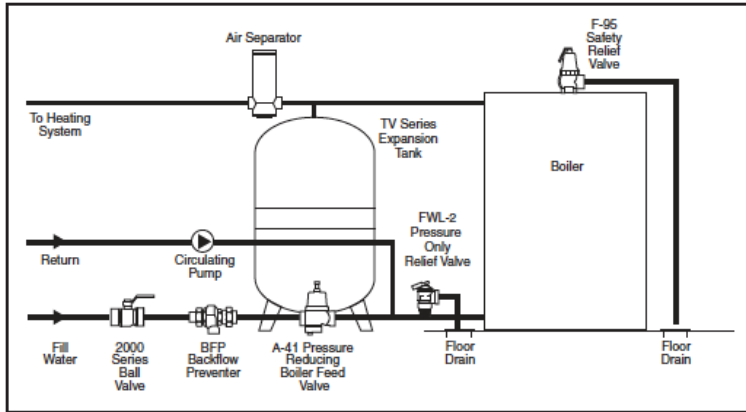 Air Separator
F-95
Safety
Relief
Valve
To Heating
System
TV Series
Expansion
Tank
Boiler
FWL-2
Pressure
Only
Relief Valve
Return
Circulating
Pump
Fill
Water
2000
Series
Ball
Valve
BFP
Backflow
Preventer
A-41 Pressure
Reducing
Boiler Feed
Valve
Floor
Drain
Floor
Drain